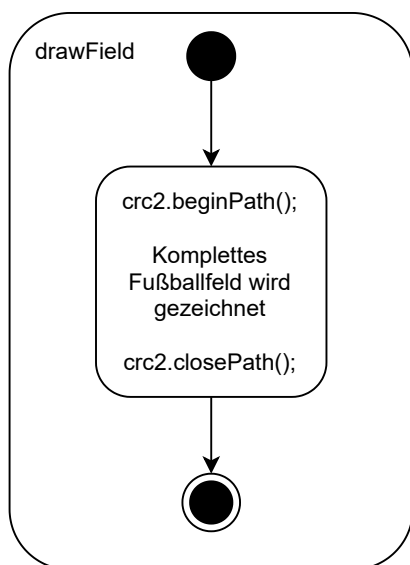 drawField
crc2.beginPath();
Komplettes
Fußballfeld wird
gezeichnet
crc2.closePath();